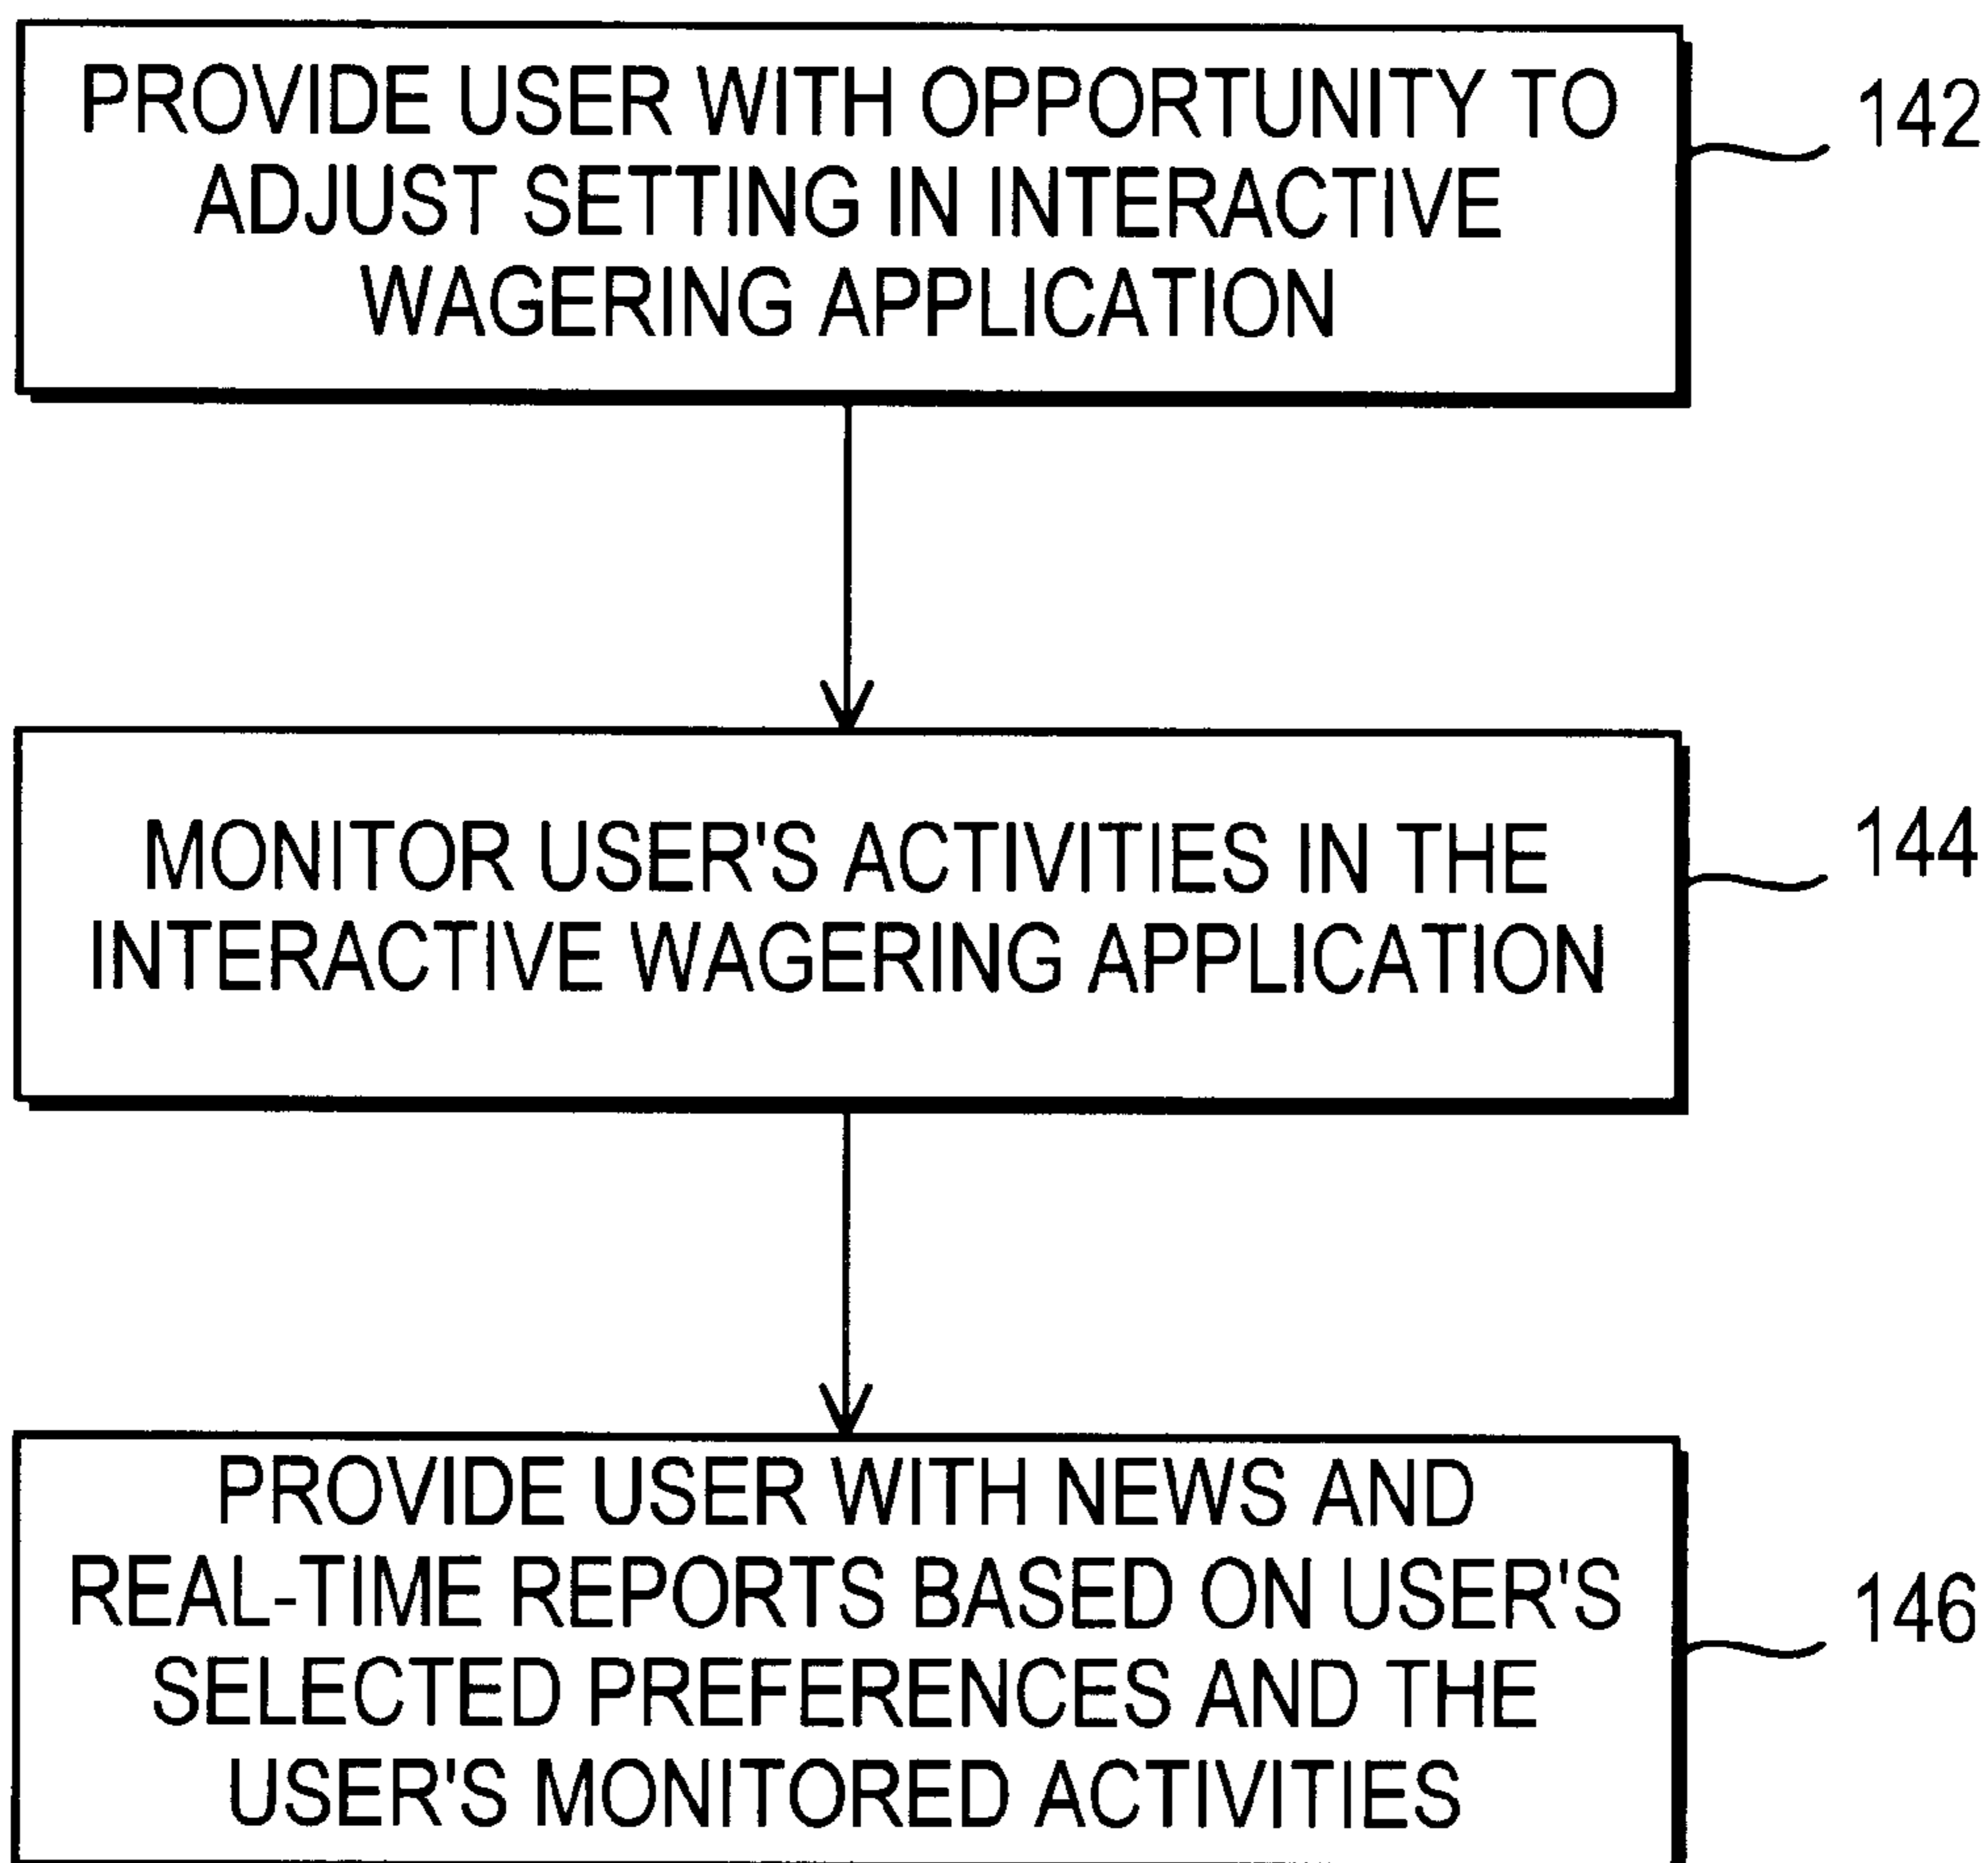 PROVIDE USER WITH OPPORTUNITY TO
ADJUST SETTING IN INTERACTIVE
WAGERING APPLICATION
142
MONITOR USER'S ACTIVITIES IN THE
INTERACTIVE WAGERING APPLICATION
144
PROVIDE USER WITH NEWS AND
REAL-TIME REPORTS BASED ON USER'S
SELECTED PREFERENCES AND THE
USER'S MONITORED ACTIVITIES
146